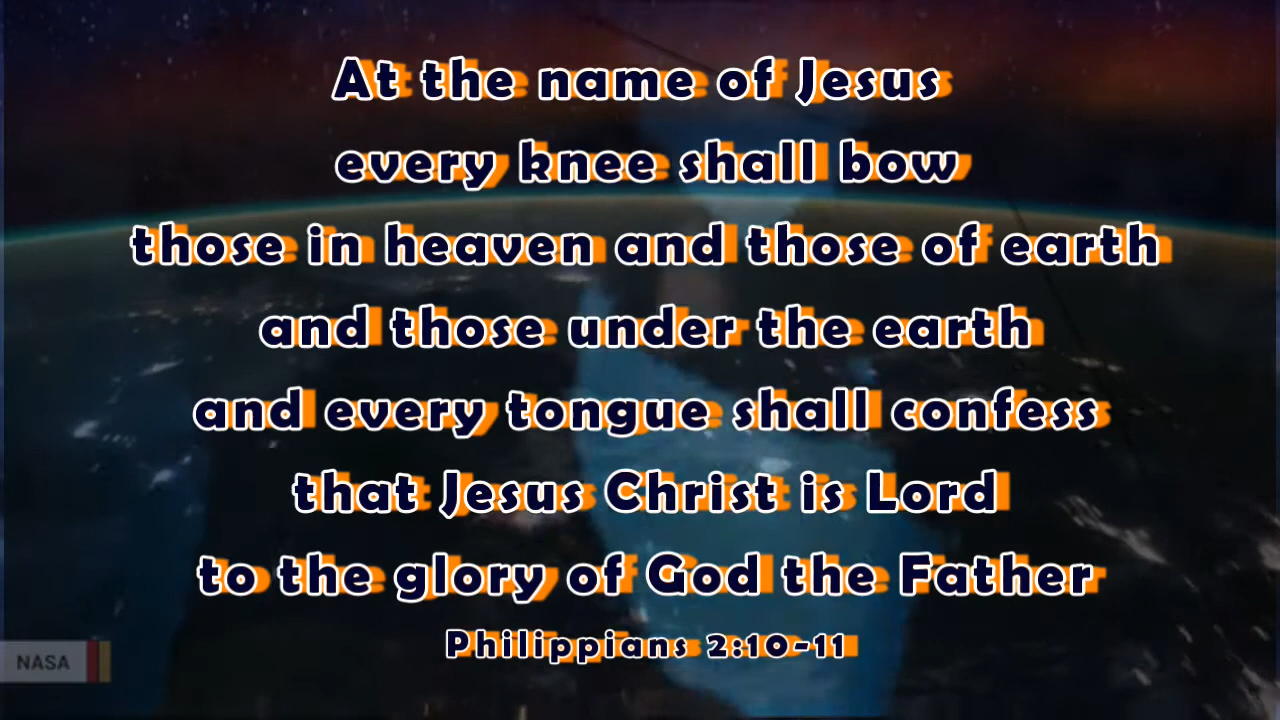 At the name of Jesus
every knee shall bow
those in heaven and those of earth
and those under the earth
and every tongue shall confess
that Jesus Christ is Lord
to the glory of God the Father
Philippians 2:10-11
NASA